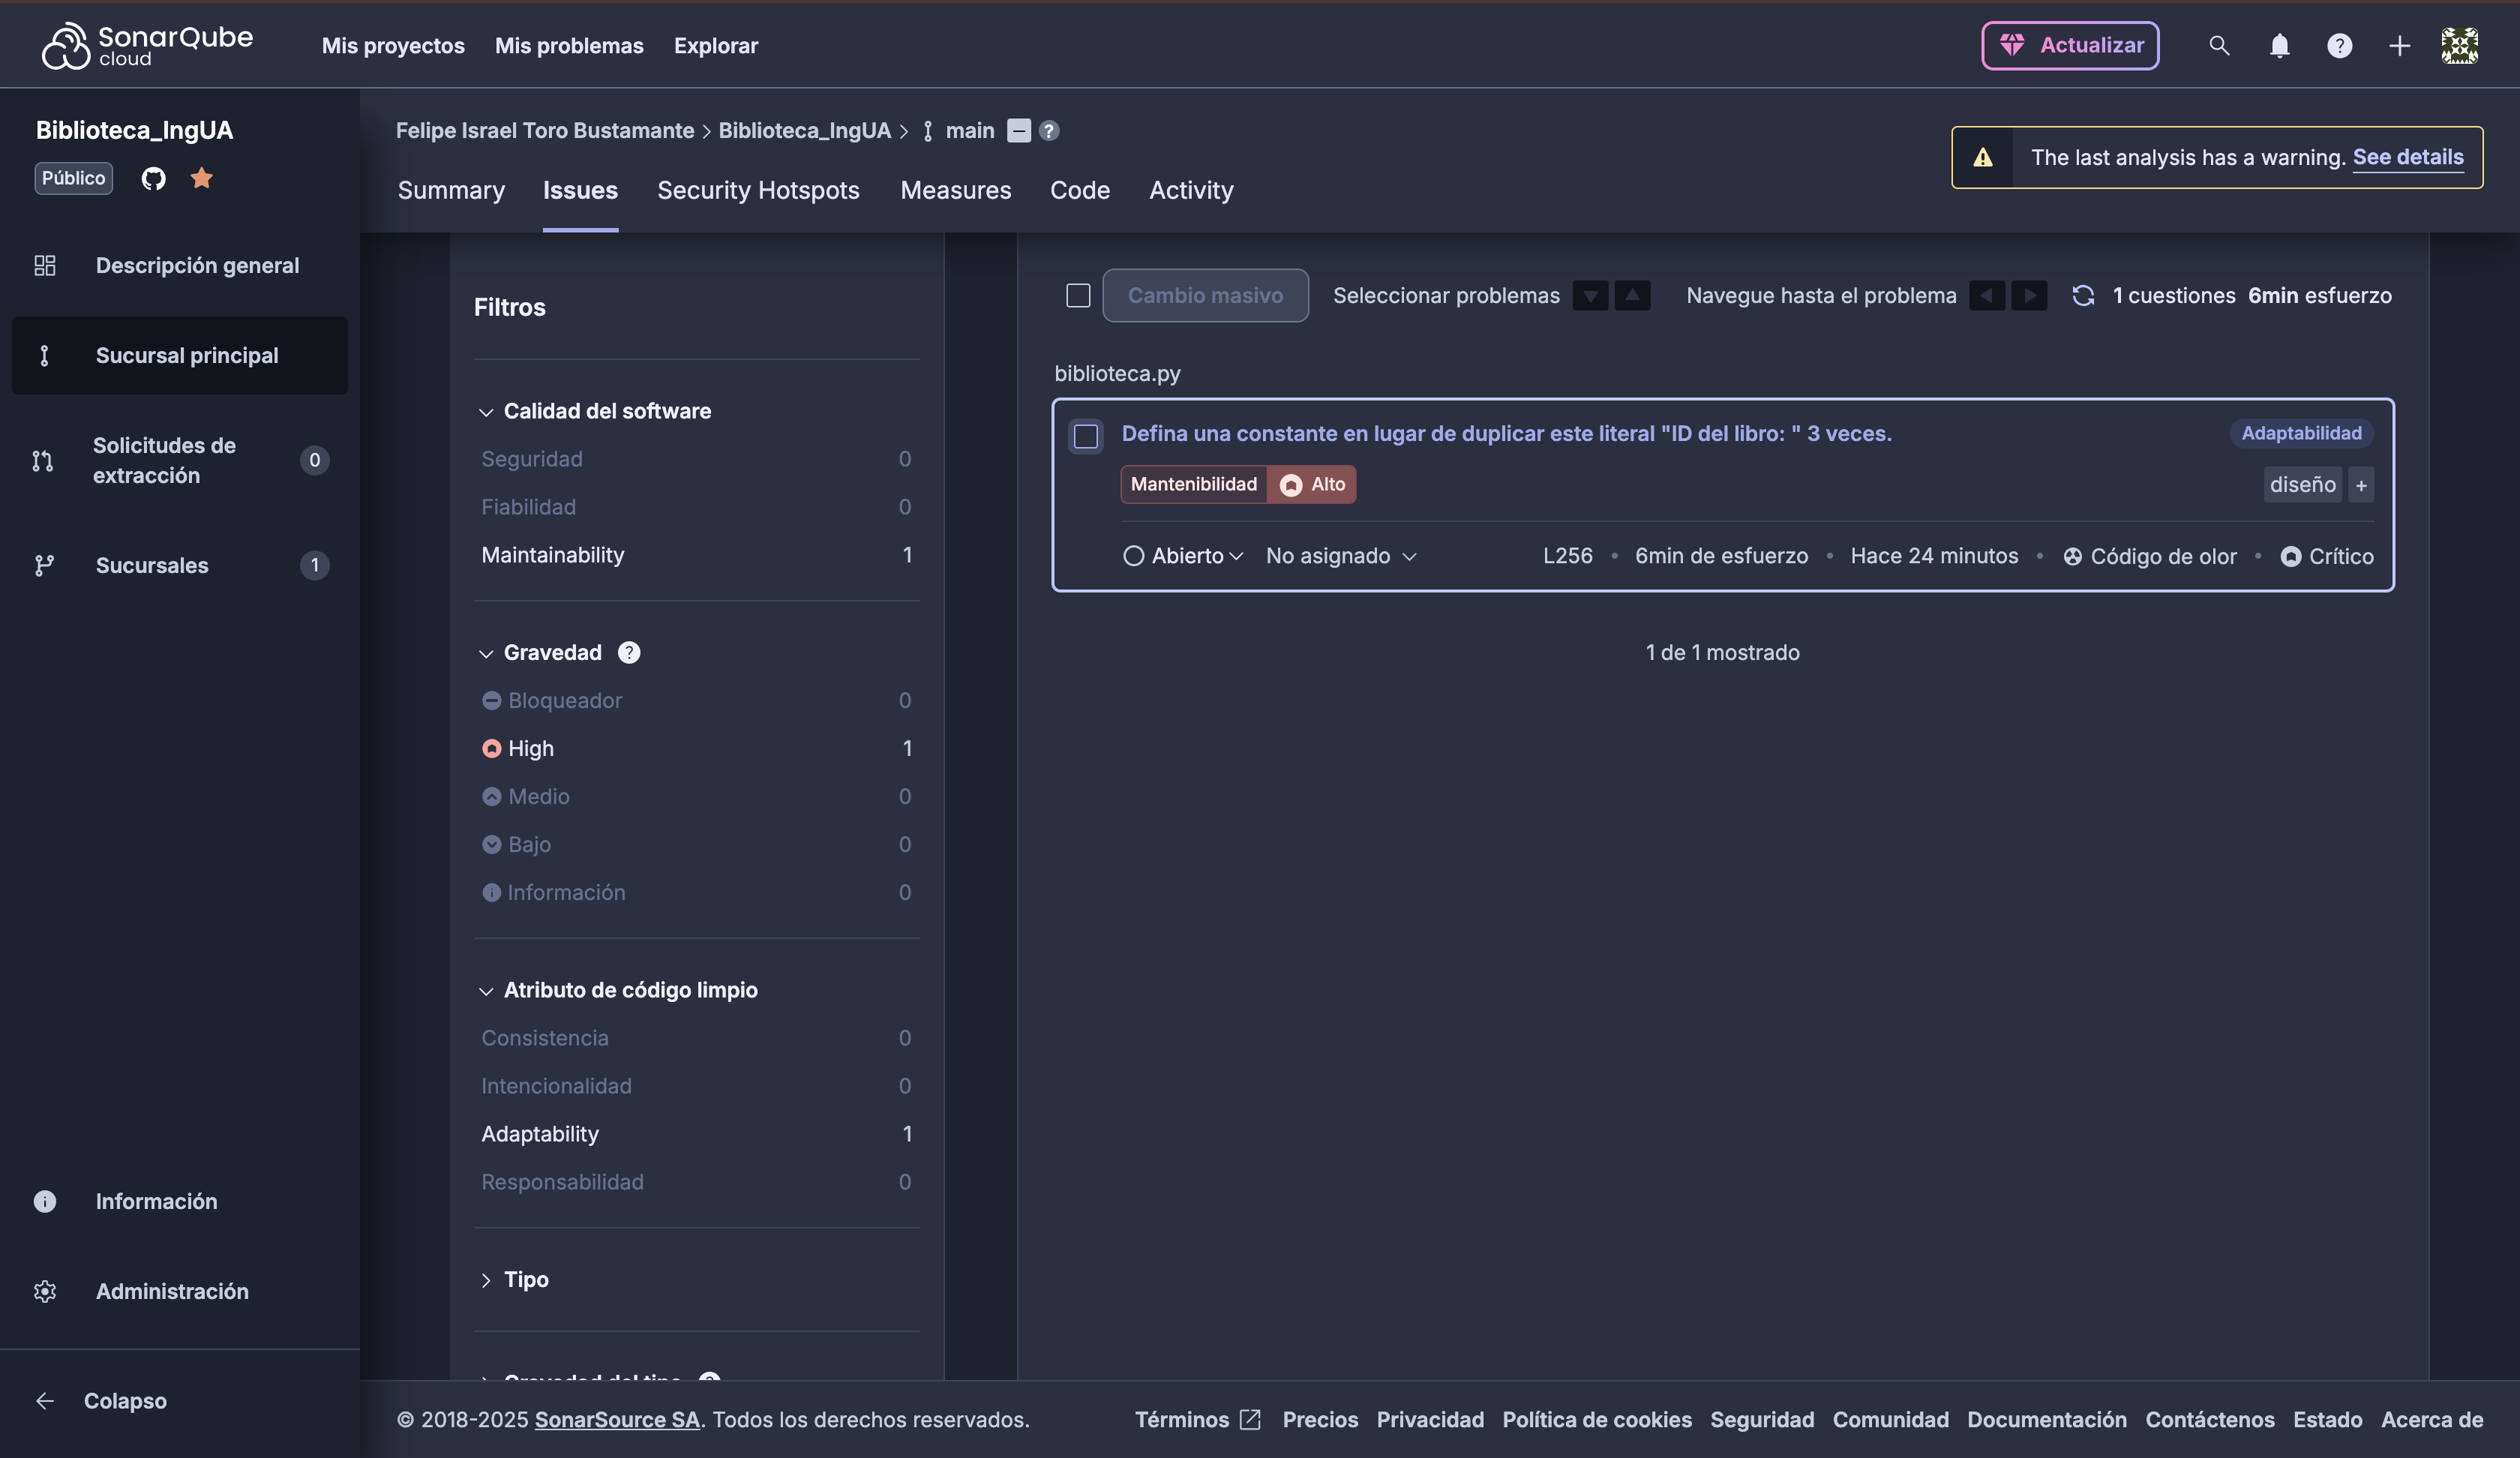 SonarQube cloud
Mis proyectos
Mis problemas
Explorar
Actualizar
Biblioteca_IngUA
Público
Descripción general
Sucursal principal
Solicitudes de extracción
0
Sucursales
1
Información
Administración
Colapso
Felipe Israel Toro Bustamante > Biblioteca_IngUA > main
The last analysis has a warning. See details
Summary
Issues
Security Hotspots
Measures
Code
Activity
Filtros
Calidad del software
Seguridad 0
Fiabilidad 0
Maintainability 1
Gravedad ?
Bloqueador 0
High 1
Medio 0
Bajo 0
Información 0
Atributo de código limpio
Consistencia 0
Intencionalidad 0
Adaptability 1
Responsabilidad 0
Tipo
Gravedad del tipo
Cambio masivo
Seleccionar problemas
Navegue hasta el problema
1 cuestiones 6min esfuerzo
biblioteca.py
Defina una constante en lugar de duplicar este literal "ID del libro: " 3 veces.
Adaptabilidad
Mantenibilidad Alto
diseño +
Abierto
No asignado
L256 • 6min de esfuerzo • Hace 24 minutos • Código de olor • Crítico
1 de 1 mostrado
© 2018-2025 SonarSource SA. Todos los derechos reservados.
Términos
Precios
Privacidad
Política de cookies
Seguridad
Comunidad
Documentación
Contáctenos
Estado
Acerca de